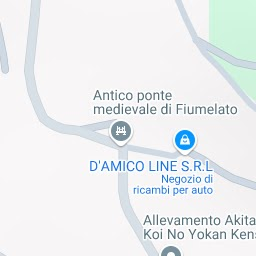 Antico ponte
medievale di Fiumelato
D'AMICO LINE S.R.L
Negozio di
ricambi per auto
Allevamento Akita
Koi No Yokan Kens